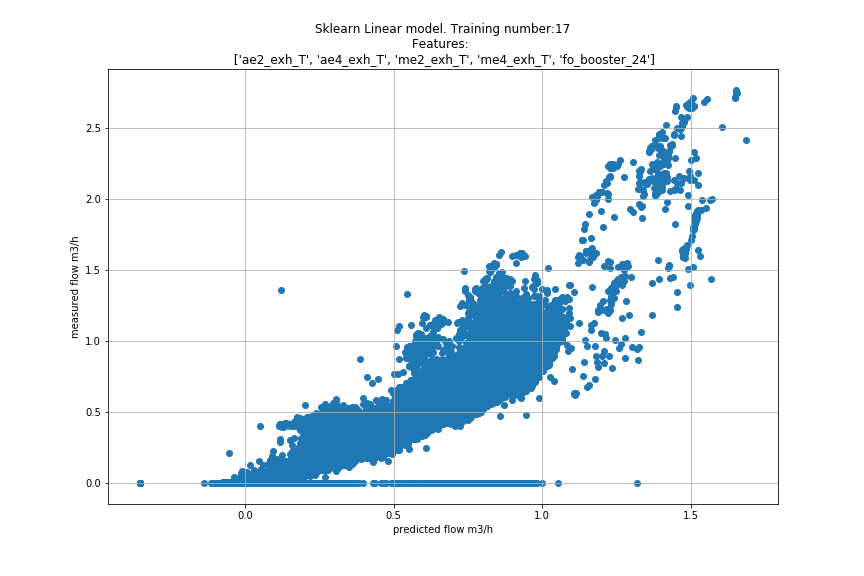 Sklearn Linear model. Training number:17
Features:
['ae2_exh_T', 'ae4_exh_T', 'me2_exh_T', 'me4_exh_T', 'fo_booster_24']
2.5
2.0
1.5
1.0
0.5
0.0
measured flow m3/h
0.0 0.5 1.0 1.5
predicted flow m3/h